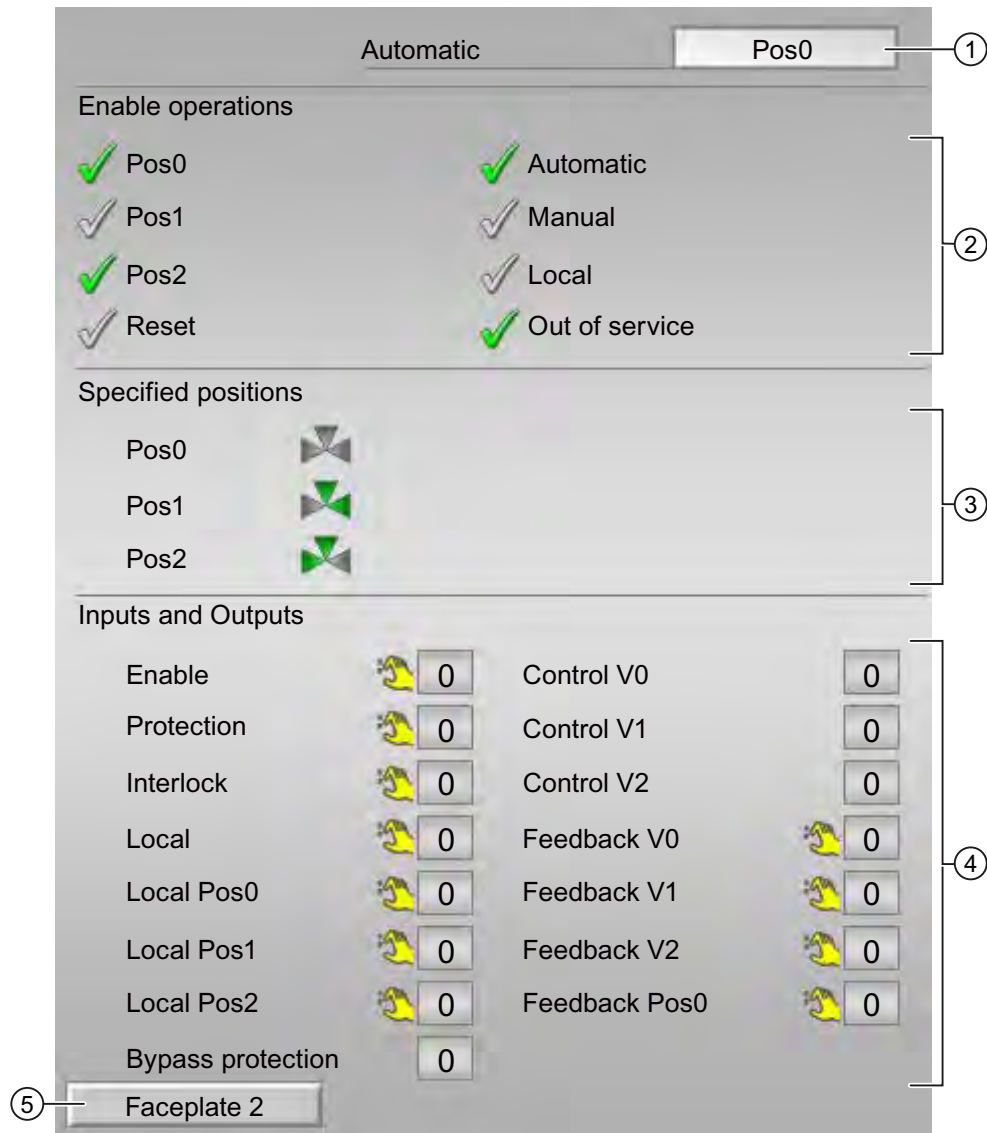 Automatic Pos0 1
Enable operations
Pos0 Automatic
Pos1 Manual
2
Pos2 Local
Reset Out of service
Specified positions
Pos0
Pos1 3
Pos2
Inputs and Outputs
Enable 0 Control V0 0
Protection 0 Control V1 0
Interlock 0 Control V2 0
Local 0 Feedback V0 0
4
Local Pos0 0 Feedback V1 0
Local Pos1 0 Feedback V2 0
Local Pos2 0 Feedback Pos0 0
Bypass protection 0
5 Faceplate 2